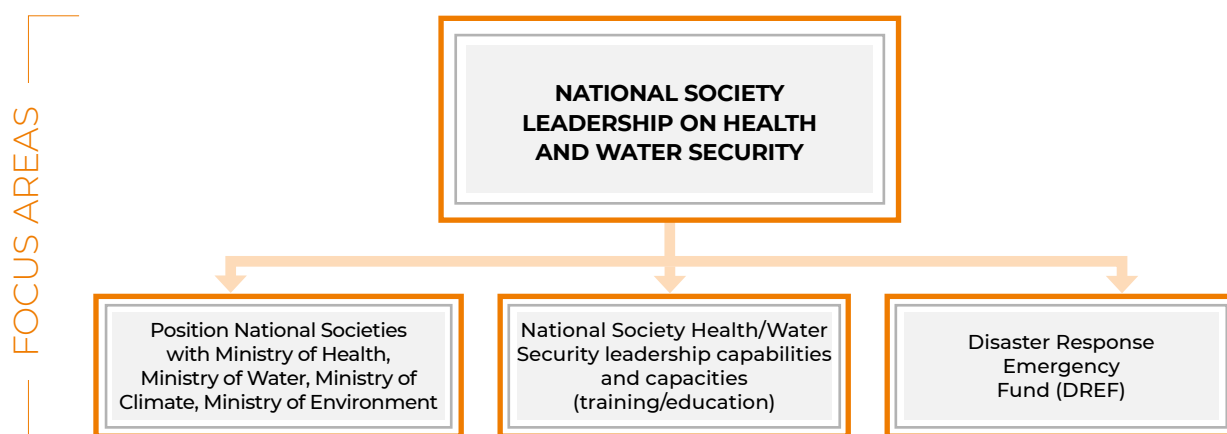 FOCUS AREAS
NATIONAL SOCIETY
LEADERSHIP ON HEALTH
AND WATER SECURITY
Position National Societies
with Ministry of Health,
Ministry of Water, Ministry of
Climate, Ministry of Environment
National Society Health/Water
Security leadership capabilities
and capacities
(training/education)
Disaster Response
Emergency
Fund (DREF)